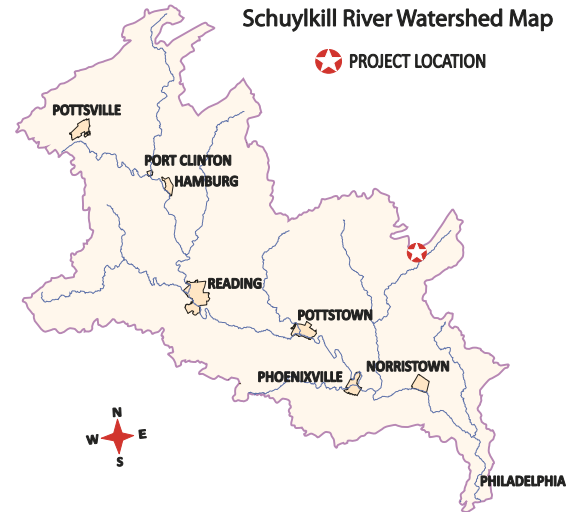 Schuylkill River Watershed Map
PROJECT LOCATION
POTTSVILLE
PORT CLINTON
HAMBURG
READING
POTTSTOWN
PHOENIXVILLE
NORRISTOWN
PHILADELPHIA
N
W
E
S